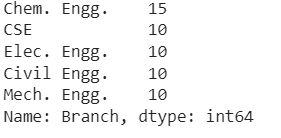 Chem. Engg. 15
CSE 10
Elec. Engg. 10
Civil Engg. 10
Mech. Engg. 10
Name: Branch, dtype: int64